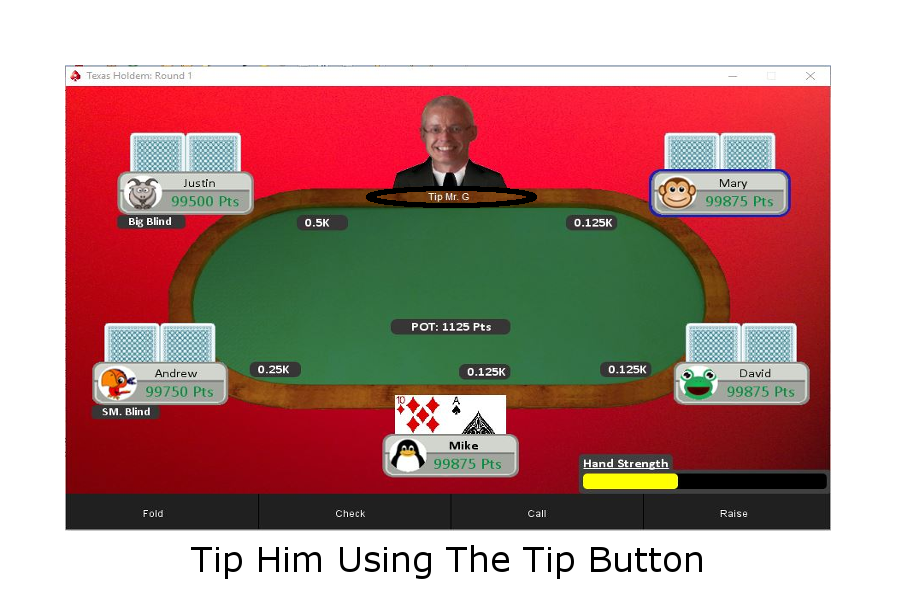 Texas Holdem: Round 1
Justin
99500 Pts
Big Blind
Tip Mr. G
Mary
99875 Pts
0.5K
0.125K
POT: 1125 Pts
Andrew
99750 Pts
SM. Blind
0.25K
0.125K
0.125K
David
99875 Pts
10
A
Mike
99875 Pts
Hand Strength
Fold
Check
Call
Raise
Tip Him Using The Tip Button